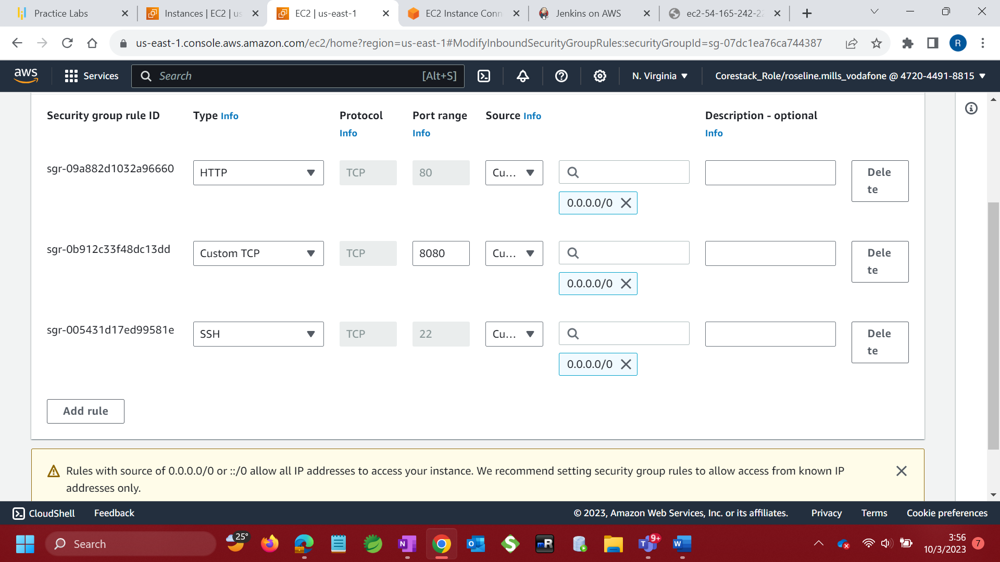 Practice Labs
Instances | EC2 | us
EC2 | us-east-1
EC2 Instance Conn
Jenkins on AWS
ec2-54-165-242-22
us-east-1.console.aws.amazon.com/ec2/home?region=us-east-1#ModifyInboundSecurityGroupRules:securityGroupId=sg-07dc1ea76ca744387
R
aws
Services
Search
[Alt+S]
N. Virginia
Corestack_Role/roseline.mills_vodafone @ 4720-4491-8815
Security group rule ID
Type Info
Protocol
Info
Port range
Info
Source Info
Description - optional
Info
sgr-09a882d1032a96660
HTTP
TCP
80
Cu...
0.0.0.0/0
Dele
te
sgr-0b912c33f48dc13dd
Custom TCP
TCP
8080
Cu...
0.0.0.0/0
Dele
te
sgr-005431d17ed99581e
SSH
TCP
22
Cu...
0.0.0.0/0
Dele
te
Add rule
Rules with source of 0.0.0.0/0 or ::/0 allow all IP addresses to access your instance. We recommend setting security group rules to allow access from known IP
addresses only.
CloudShell
Feedback
© 2023, Amazon Web Services, Inc. or its affiliates.
Privacy
Terms
Cookie preferences
Search
25°
N
O
S
mR
T
9+
W
3:56
10/3/2023
7